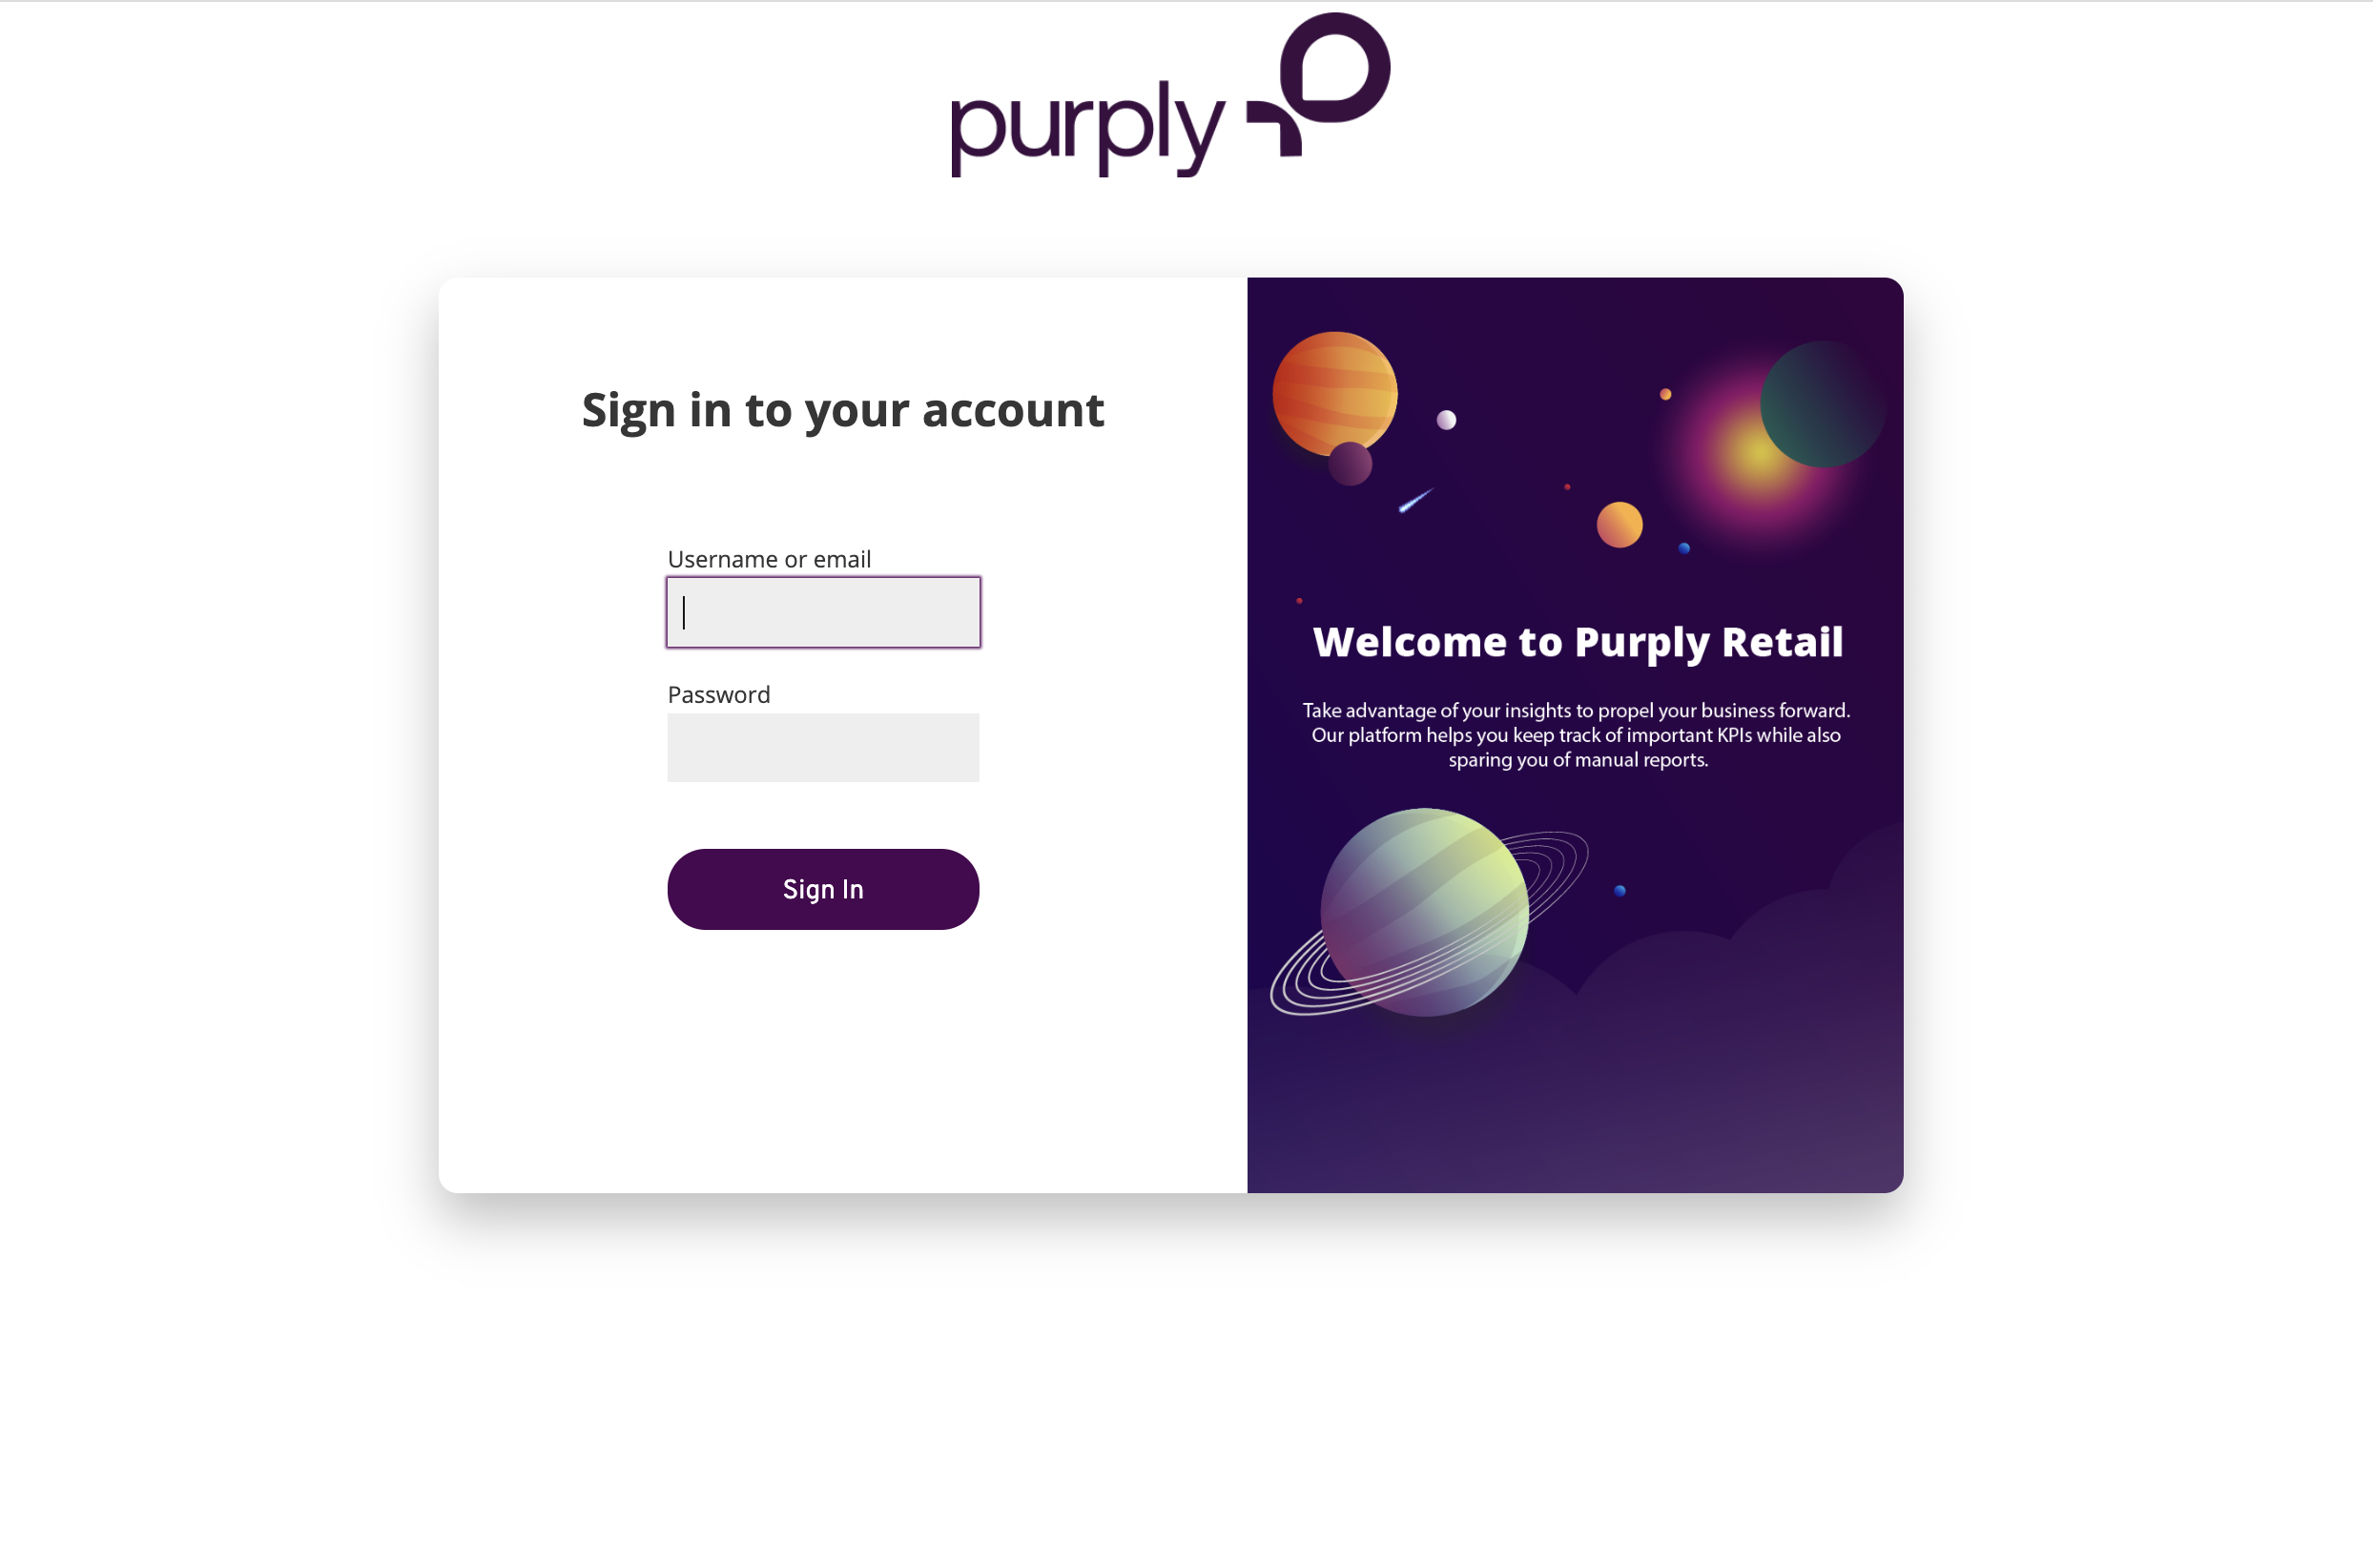 purply
Sign in to your account
Username or email
Password
Sign In
Welcome to Purply Retail
Take advantage of your insights to propel your business forward.
Our platform helps you keep track of important KPIs while also
sparing you of manual reports.